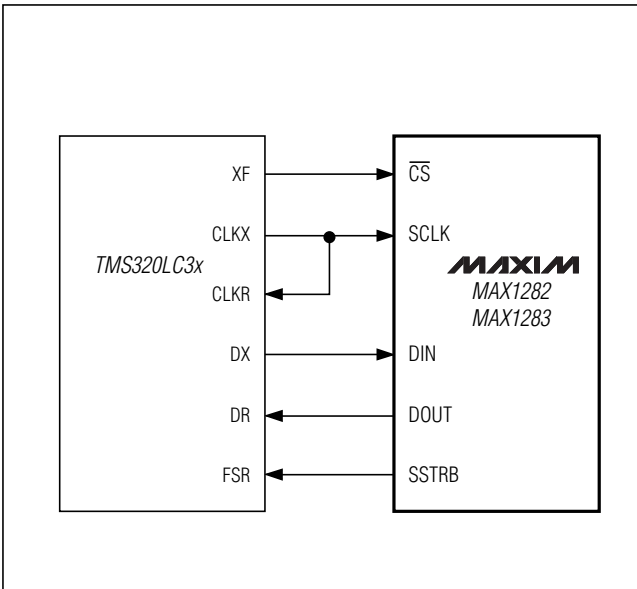 XF
CS
CLKX
SCLK
TMS320LC3x
MAXIM
MAX1282
MAX1283
CLKR
DX
DIN
DR
DOUT
FSR
SSTRB